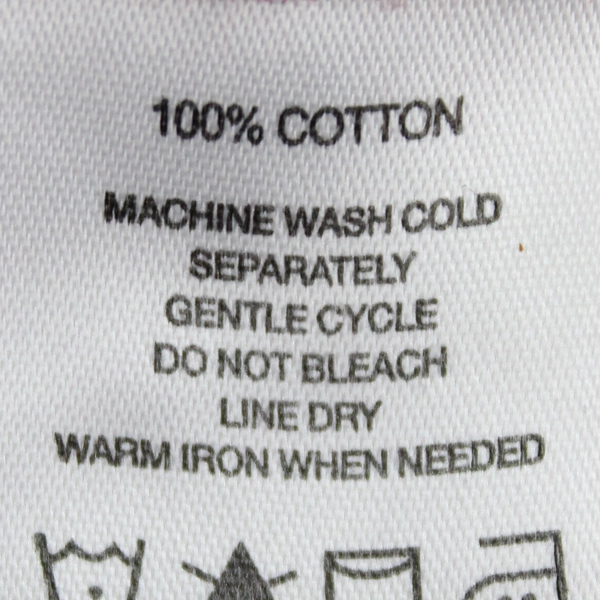 100% COTTON
MACHINE WASH COLD
SEPARATELY
GENTLE CYCLE
DO NOT BLEACH
LINE DRY
WARM IRON WHEN NEEDED